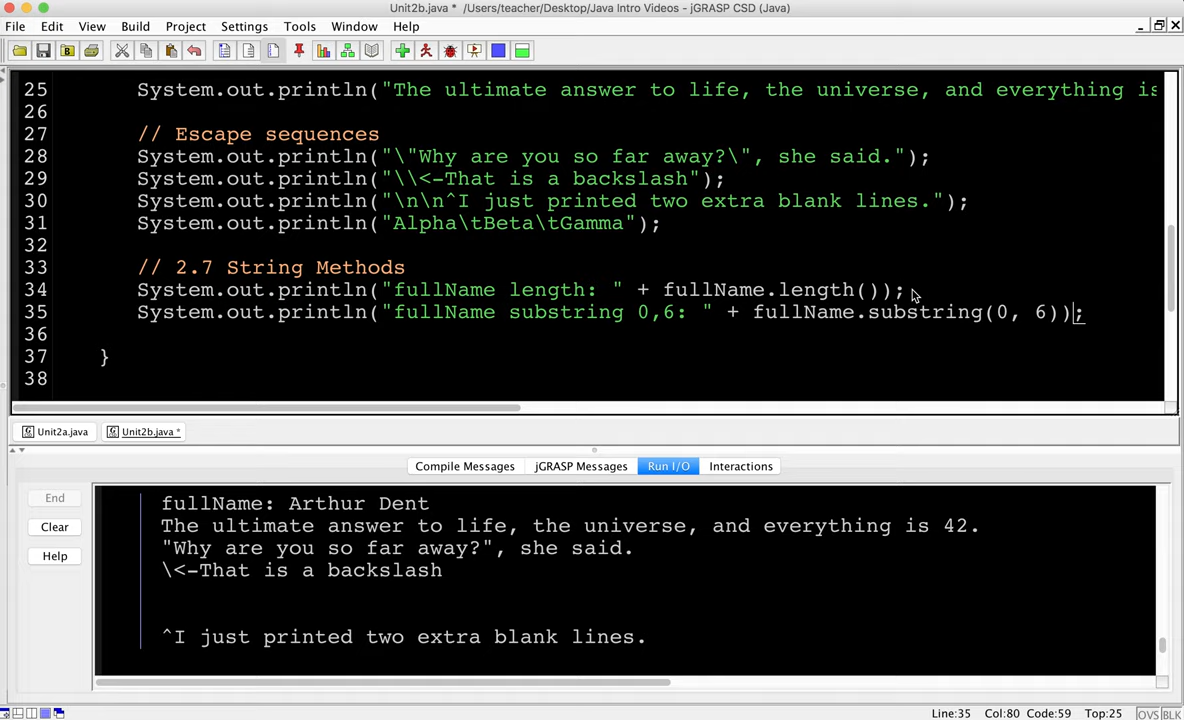 Unit2b.java * /Users/teacher/Desktop/Java Intro Videos - jGRASP CSD (Java)
File Edit View Build Project Settings Tools Window Help
25 System.out.println("The ultimate answer to life, the universe, and everything is
26
27 // Escape sequences
28 System.out.println("\"Why are you so far away?\", she said.");
29 System.out.println("\\<-That is a backslash");
30 System.out.println("\n\n^I just printed two extra blank lines.");
31 System.out.println("Alpha\tBeta\tGamma");
32
33 // 2.7 String Methods
34 System.out.println("fullName length: " + fullName.length());
35 System.out.println("fullName substring 0,6: " + fullName.substring(0, 6));
36
37 }
38
Unit2a.java Unit2b.java *
Compile Messages jGRASP Messages Run I/O Interactions
End
Clear
Help
fullName: Arthur Dent
The ultimate answer to life, the universe, and everything is 42.
"Why are you so far away?", she said.
\<-That is a backslash
^I just printed two extra blank lines.
Line:35 Col:80 Code:59 Top:25 OVS BLK